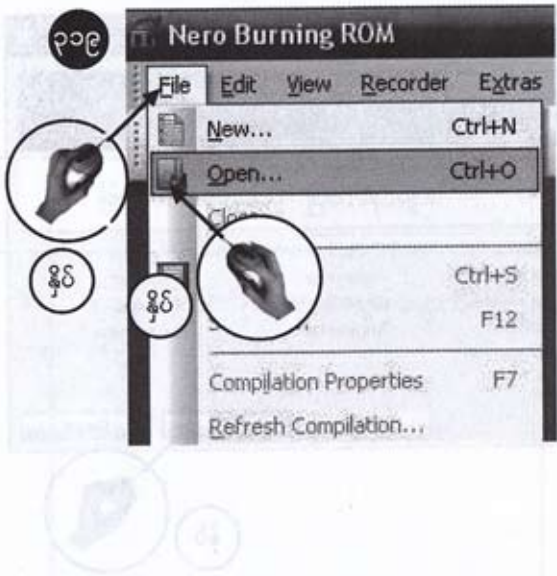 ၃၁၉
Nero Burning ROM
File Edit View Recorder Extras
New... Ctrl+N
Open... Ctrl+O
Close
Ctrl+S
F12
Compilation Properties F7
Refresh Compilation...
နှိပ်
နှိပ်